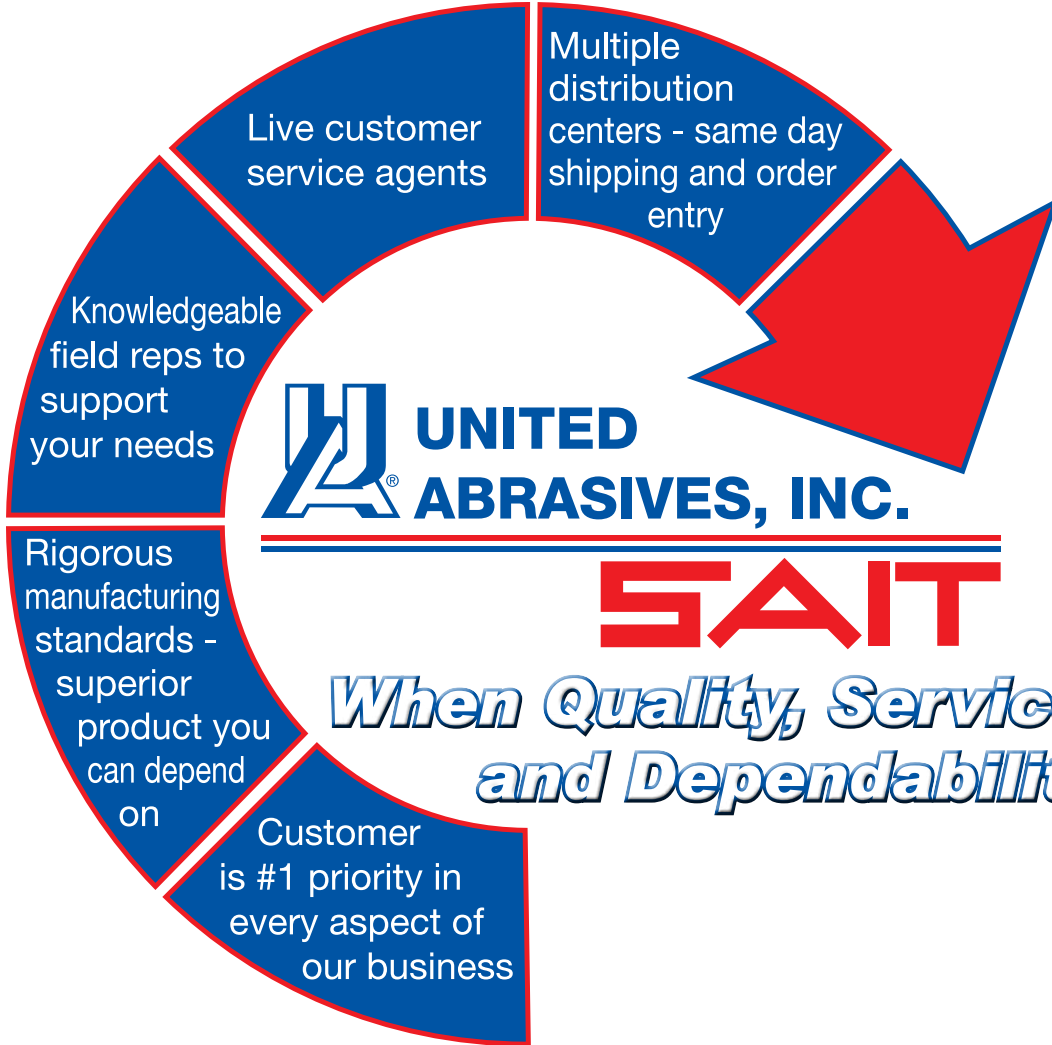 Multiple
distribution
centers - same day
shipping and order
entry
Live customer
service agents
Knowledgeable
field reps to
support
your needs
Rigorous
manufacturing
standards -
superior
product you
can depend
on
Customer
is #1 priority in
every aspect of
our business
UA®
UNITED
ABRASIVES, INC.
SAIT
When Quality, Servic
and Dependabilit